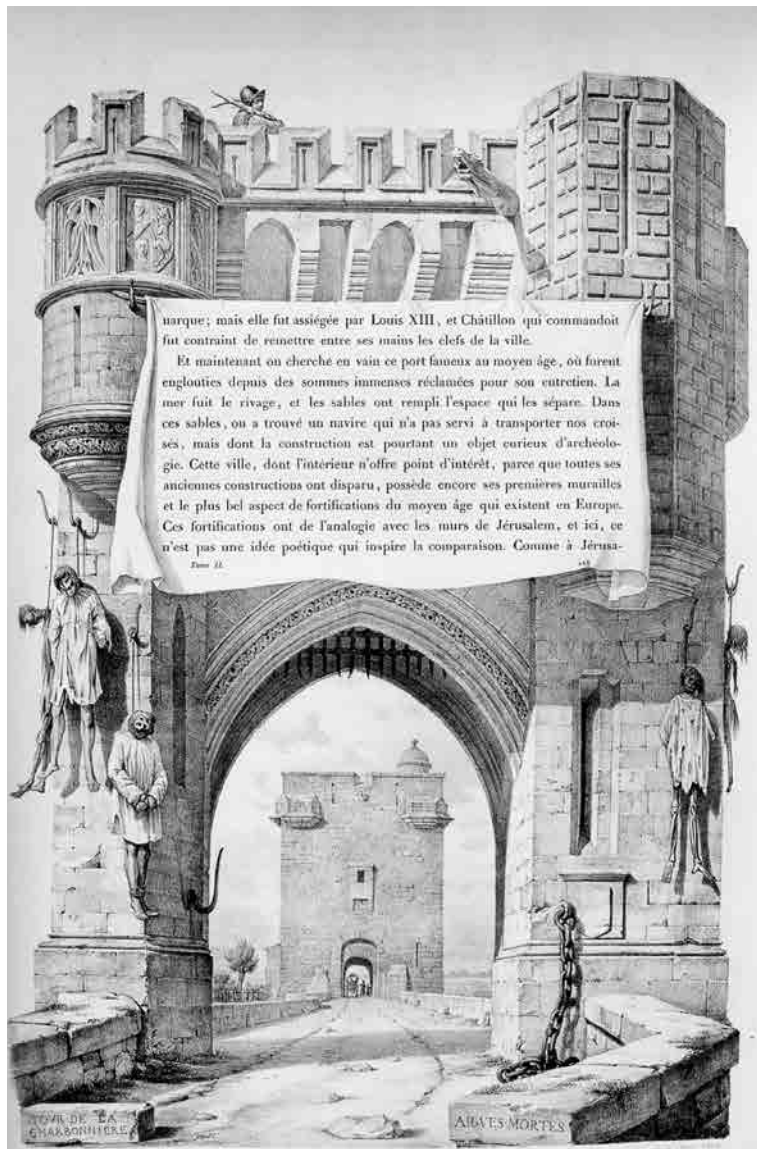 narque; mais elle fut assiégée par Louis XIII, et Châtillon qui commandoit
fut contraint de remettre entre ses mains les clefs de la ville.
Et maintenant on cherche en vain ce port fameux au moyen âge, où furent
englouties depuis des sommes immenses réclamées pour son entretien. La
mer fuit le rivage, et les sables ont rempli l'espace qui les sépare. Dans
ces sables, on a trouvé un navire qui n'a pas servi à transporter nos croi-
sés, mais dont la construction est pourtant un objet curieux d'archéolo-
gie. Cette ville, dont l'intérieur n'offre point d'intérêt, parce que toutes ses
anciennes constructions ont disparu, possède encore ses premières murailles
et le plus bel aspect de fortifications du moyen âge qui existent en Europe.
Ces fortifications ont de l'analogie avec les murs de Jérusalem, et ici, ce
n'est pas une idée poétique qui inspire la comparaison. Comme à Jérusa-
Tome II.
TOUR DE LA
CHARBONNIERE
AIGVES MORTES